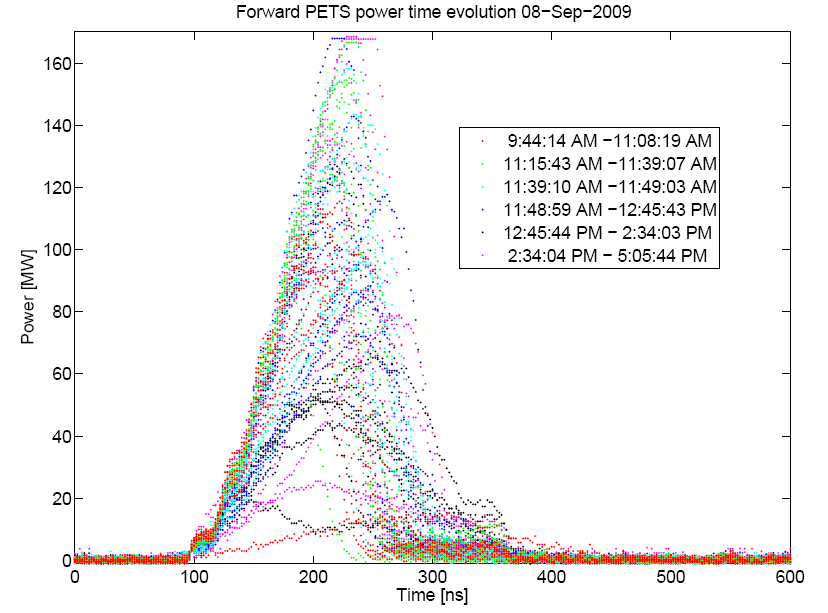 Forward PETS power time evolution 08−Sep−2009
160
140
120
100
80
60
40
20
0
Power [MW]
9:44:14 AM −11:08:19 AM
11:15:43 AM −11:39:07 AM
11:39:10 AM −11:49:03 AM
11:48:59 AM −12:45:43 PM
12:45:44 PM − 2:34:03 PM
2:34:04 PM − 5:05:44 PM
0 100 200 300 400 500 600
Time [ns]